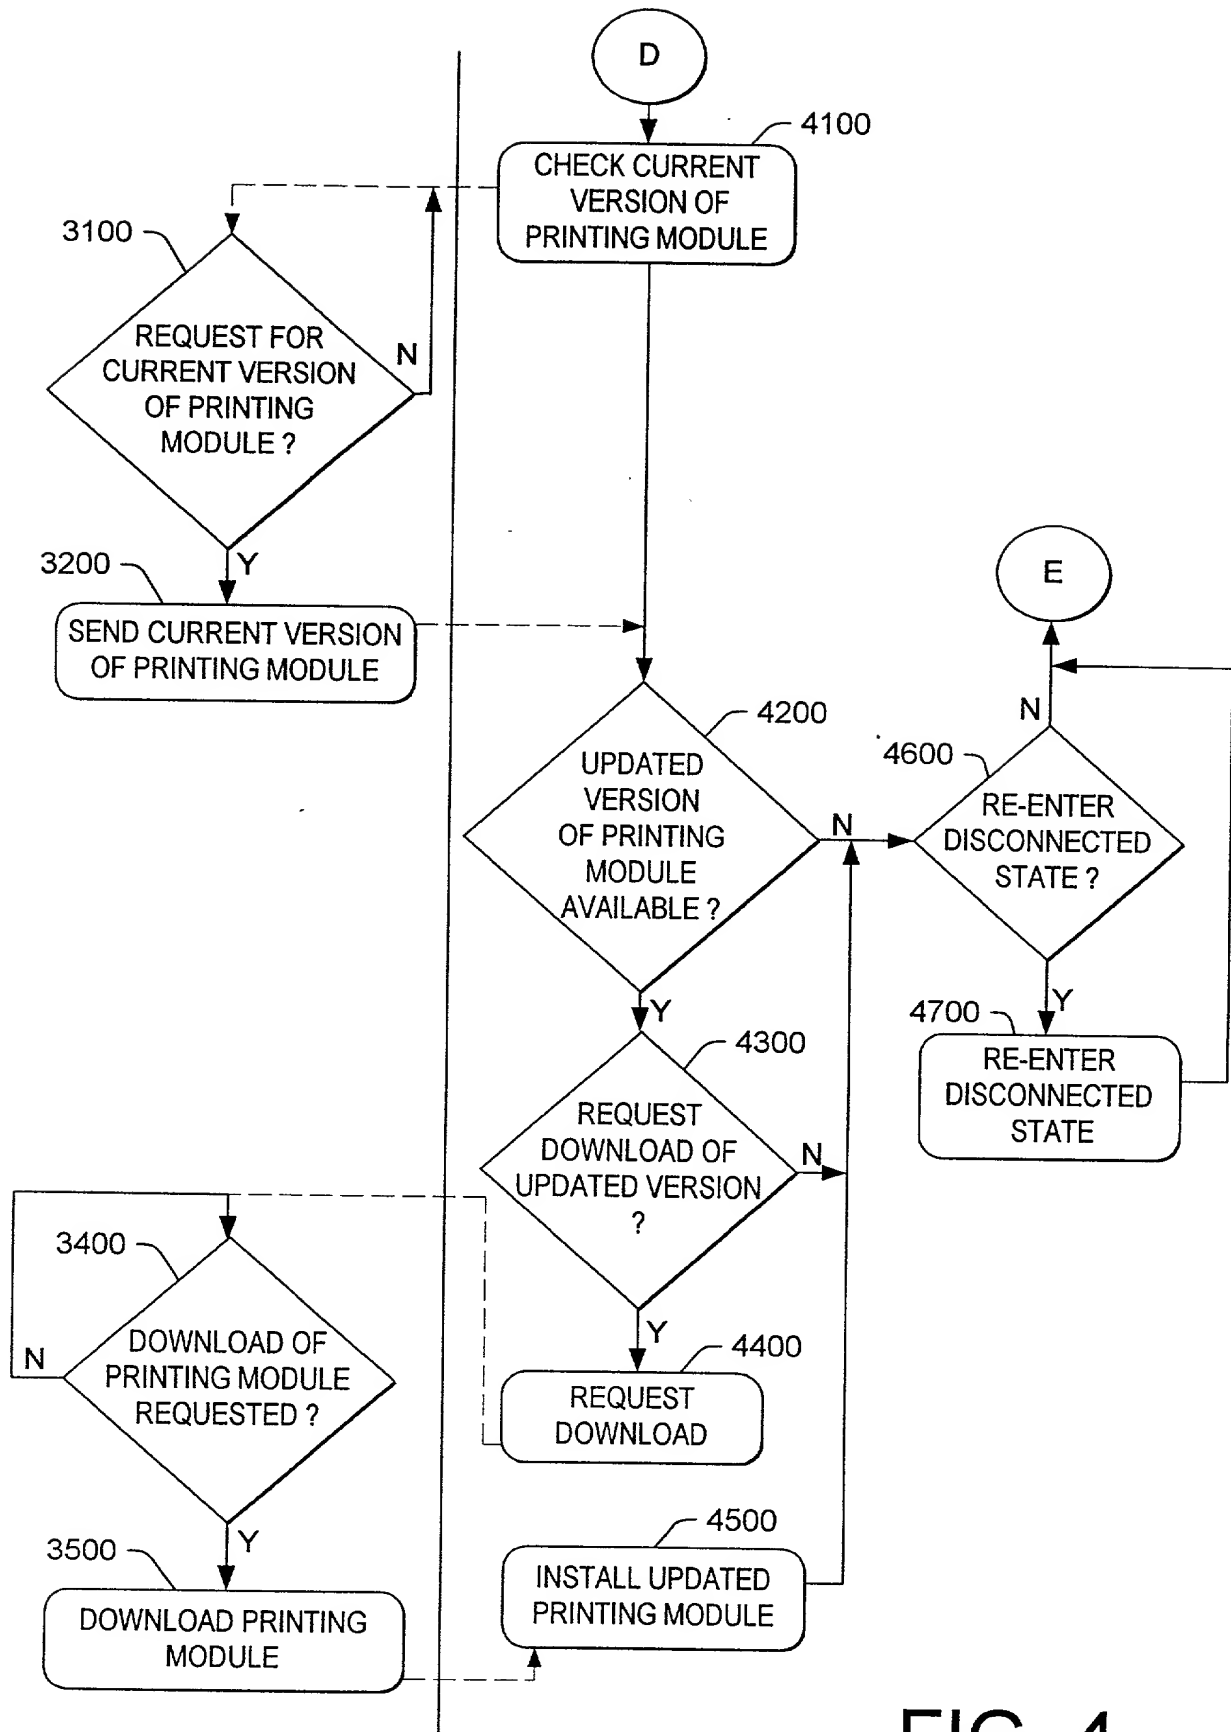 D
4100
CHECK CURRENT
VERSION OF
PRINTING MODULE
3100
REQUEST FOR
CURRENT VERSION
OF PRINTING
MODULE ?
N
Y
3200
SEND CURRENT VERSION
OF PRINTING MODULE
E
4200
UPDATED
VERSION
OF PRINTING
MODULE
AVAILABLE ?
N
Y
N
4600
RE-ENTER
DISCONNECTED
STATE ?
Y
4700
RE-ENTER
DISCONNECTED
STATE
4300
REQUEST
DOWNLOAD OF
UPDATED VERSION
?
N
Y
4400
REQUEST
DOWNLOAD
3400
DOWNLOAD OF
PRINTING MODULE
REQUESTED ?
N
Y
3500
DOWNLOAD PRINTING
MODULE
4500
INSTALL UPDATED
PRINTING MODULE
FIG. 4